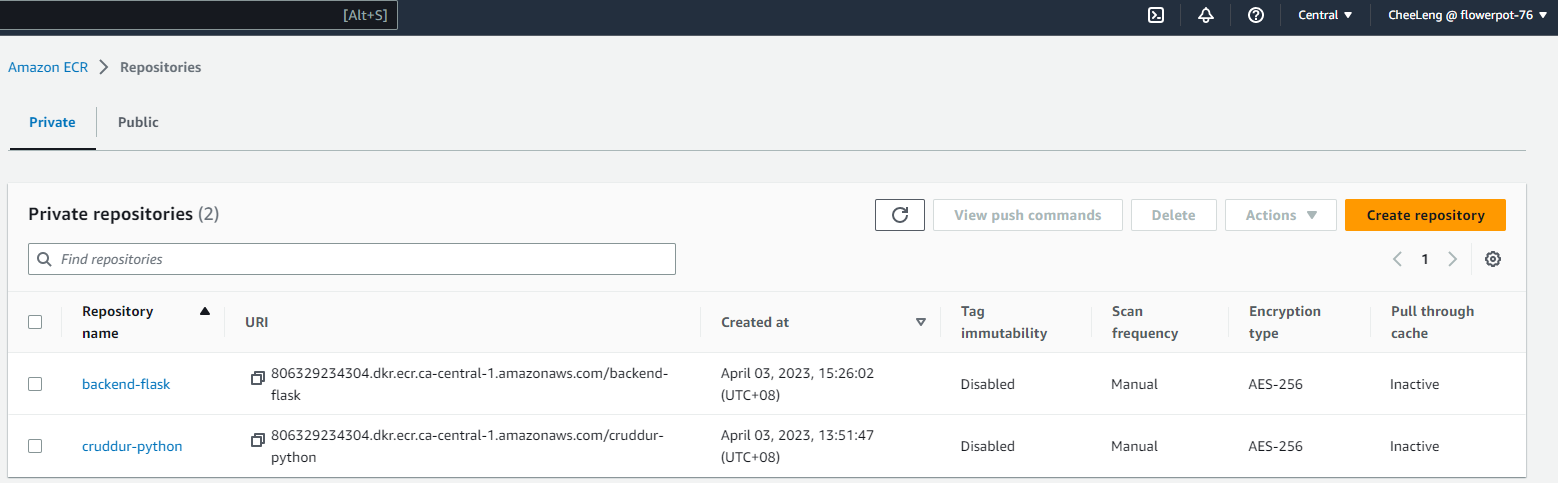 [Alt+S] Central ▼ CheeLeng @ flowerpot-76 ▼
Amazon ECR > Repositories
Private Public
Private repositories (2) View push commands Delete Actions ▼ Create repository
Find repositories 1
Repository name ▲ URI Created at ▽ Tag immutability Scan frequency Encryption type Pull through cache
backend-flask 806329234304.dkr.ecr.ca-central-1.amazonaws.com/backend-
flask April 03, 2023, 15:26:02
(UTC+08) Disabled Manual AES-256 Inactive
cruddur-python 806329234304.dkr.ecr.ca-central-1.amazonaws.com/cruddur-
python April 03, 2023, 13:51:47
(UTC+08) Disabled Manual AES-256 Inactive